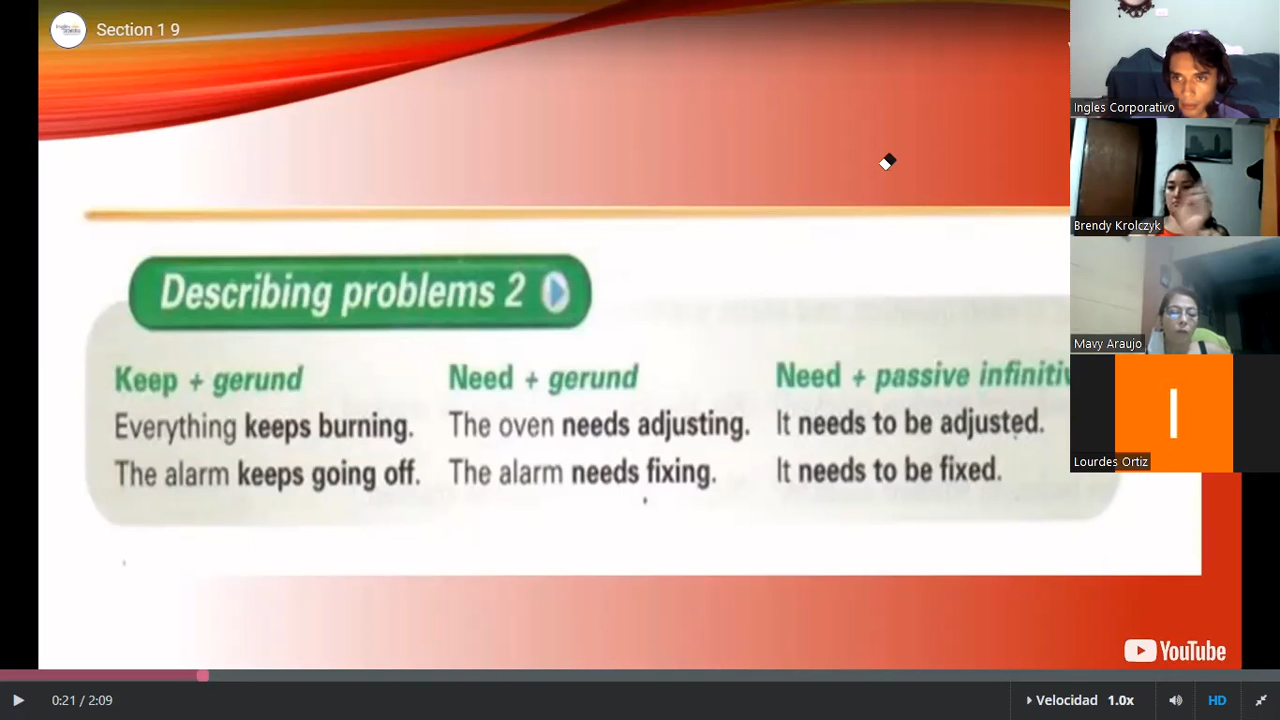 Section 1 9
Ingles Corporativo
Brendy Krolczyk
Mavy Araujo
I
Lourdes Ortiz
Describing problems 2
Keep + gerund
Everything keeps burning.
The alarm keeps going off.
Need + gerund
The oven needs adjusting.
The alarm needs fixing.
Need + passive infinitiv
It needs to be adjusted.
It needs to be fixed.
YouTube
0:21 / 2:09
Velocidad 1.0x
HD